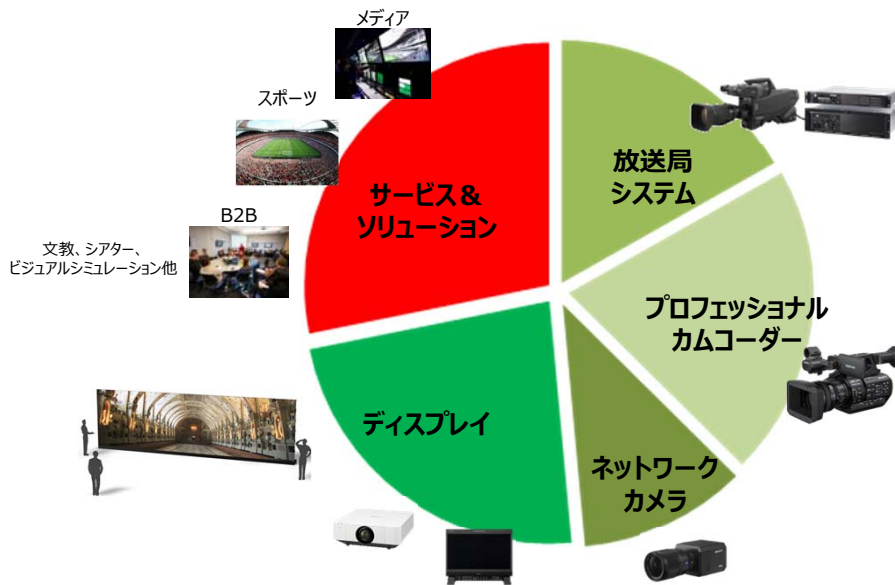 メディア
スポーツ
B2B
文教、シアター、
ビジュアルシミュレーション他
サービス＆
ソリューション
放送局
システム
プロフェッショナル
カムコーダー
ネットワーク
カメラ
ディスプレイ